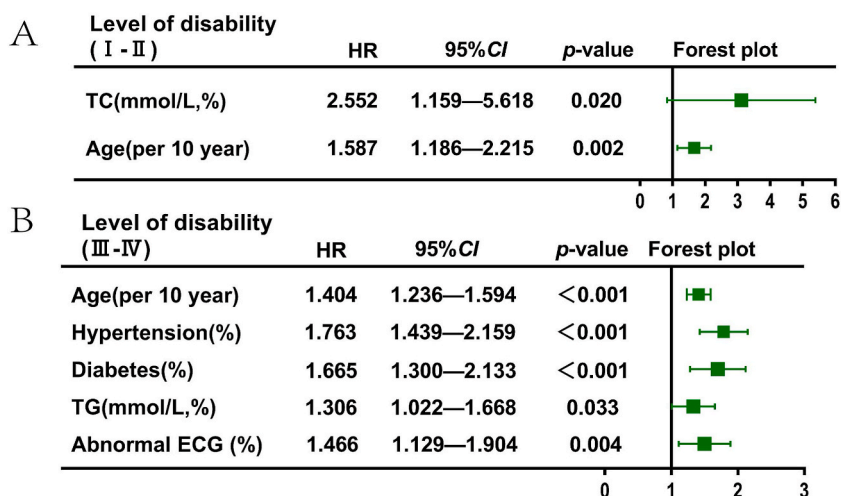 A
Level of disability
(Ⅰ-Ⅱ) HR 95%CI p-value Forest plot
TC(mmol/L,%) 2.552 1.159—5.618 0.020
Age(per 10 year) 1.587 1.186—2.215 0.002
0 1 2 3 4 5 6
B
Level of disability
(Ⅲ-Ⅳ) HR 95%CI p-value Forest plot
Age(per 10 year) 1.404 1.236—1.594 <0.001
Hypertension(%) 1.763 1.439—2.159 <0.001
Diabetes(%) 1.665 1.300—2.133 <0.001
TG(mmol/L,%) 1.306 1.022—1.668 0.033
Abnormal ECG (%) 1.466 1.129—1.904 0.004
0 1 2 3